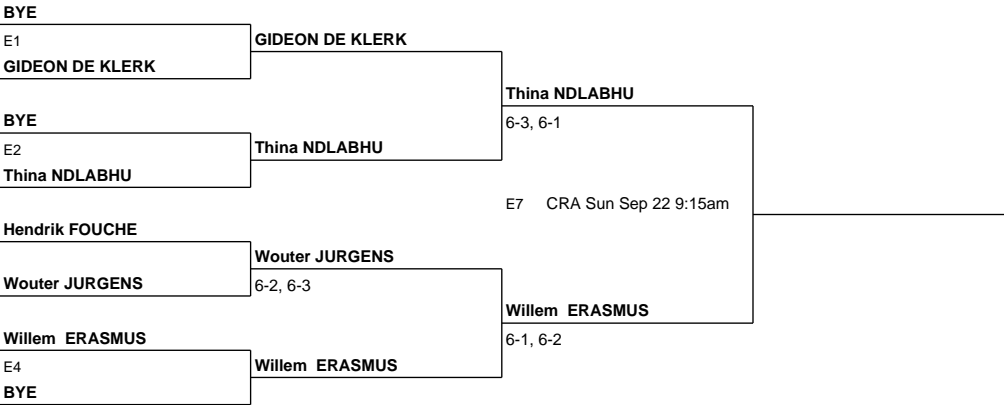 BYE
E1
GIDEON DE KLERK
GIDEON DE KLERK
BYE
E2
Thina NDLABHU
Thina NDLABHU
Thina NDLABHU
6-3, 6-1
E7 CRA Sun Sep 22 9:15am
Hendrik FOUCHE
Wouter JURGENS
Wouter JURGENS
6-2, 6-3
Willem ERASMUS
E4
BYE
Willem ERASMUS
Willem ERASMUS
6-1, 6-2